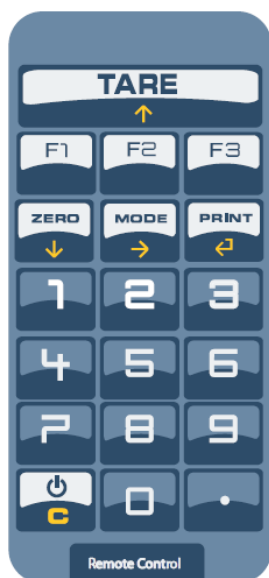 TARE
↑
F1 F2 F3
ZERO MODE PRINT
↓ → ↵
1 2 3
4 5 6
7 8 9
C 0 .
Remote Control